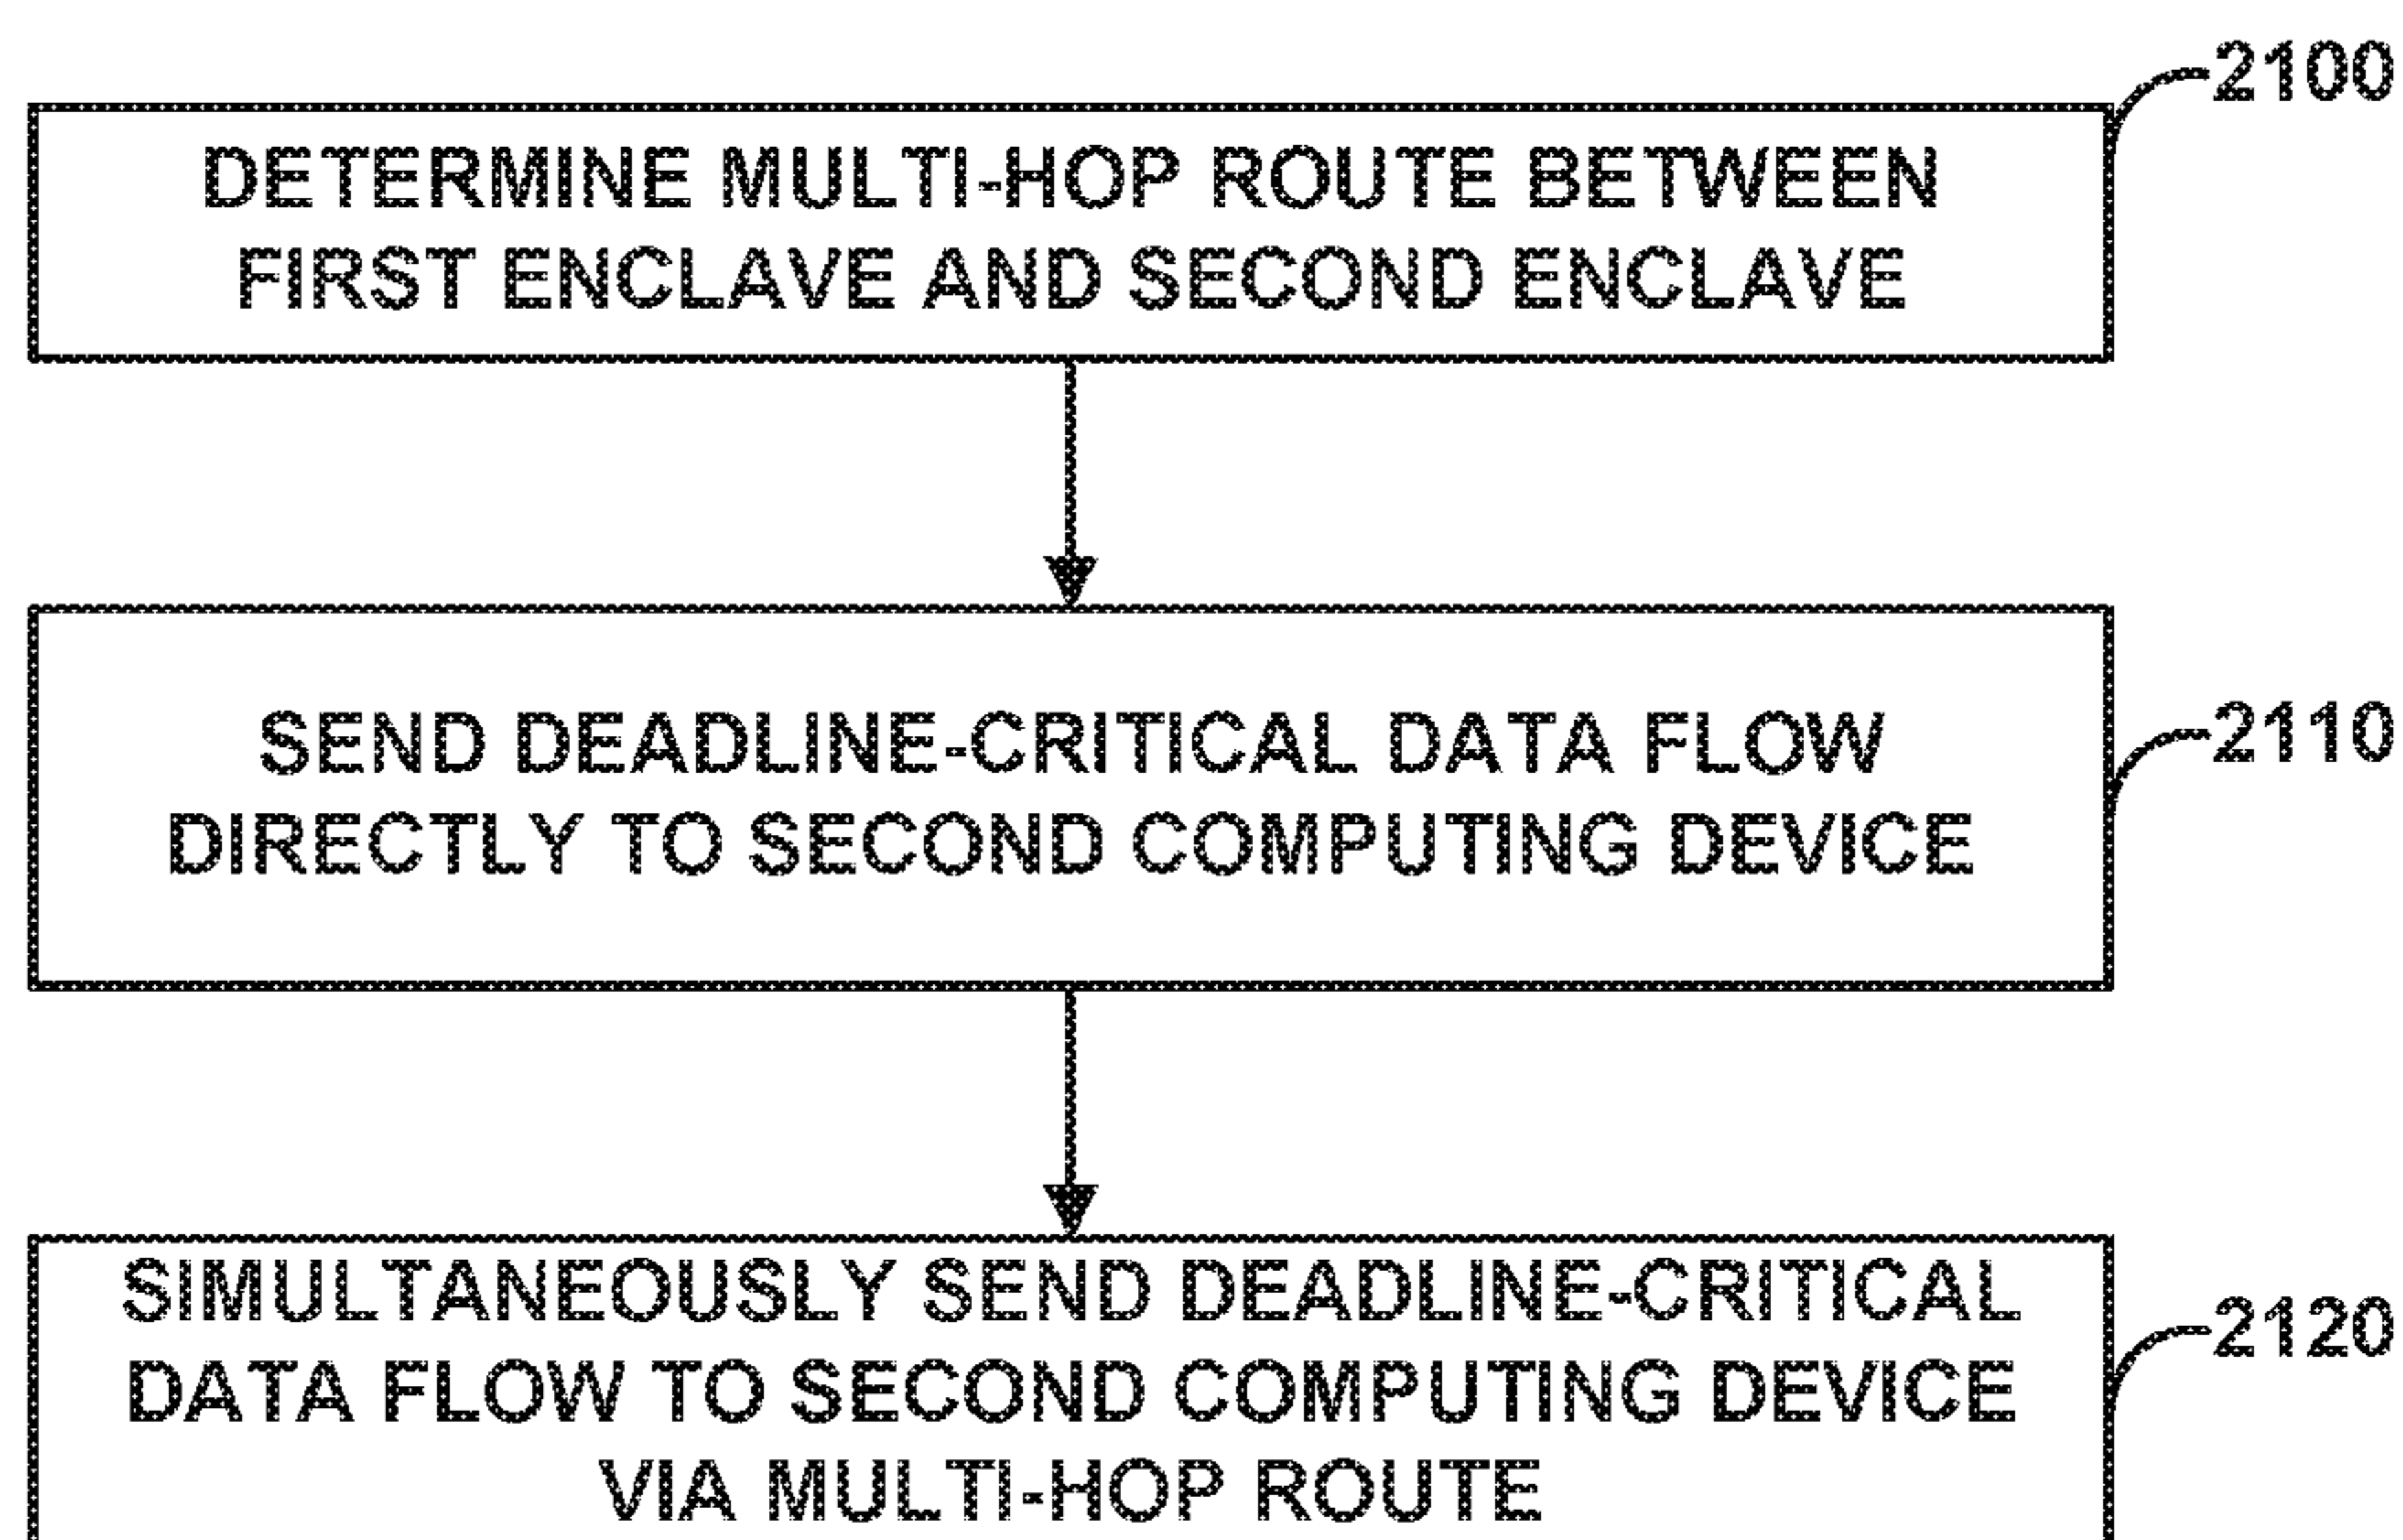 2100
DETERMINE MULTI-HOP ROUTE BETWEEN
FIRST ENCLAVE AND SECOND ENCLAVE
SEND DEADLINE-CRITICAL DATA FLOW
DIRECTLY TO SECOND COMPUTING DEVICE
2110
SIMULTANEOUSLY SEND DEADLINE-CRITICAL
DATA FLOW TO SECOND COMPUTING DEVICE
VIA MULTI-HOP ROUTE
2120